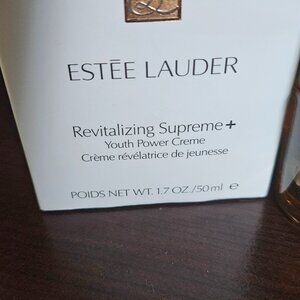 ESTĒE LAUDER
Revitalizing Supreme+
Youth Power Creme
Crème révélatrice de jeunesse
POIDS NET WT. 1.7 OZ./50 ml ℮